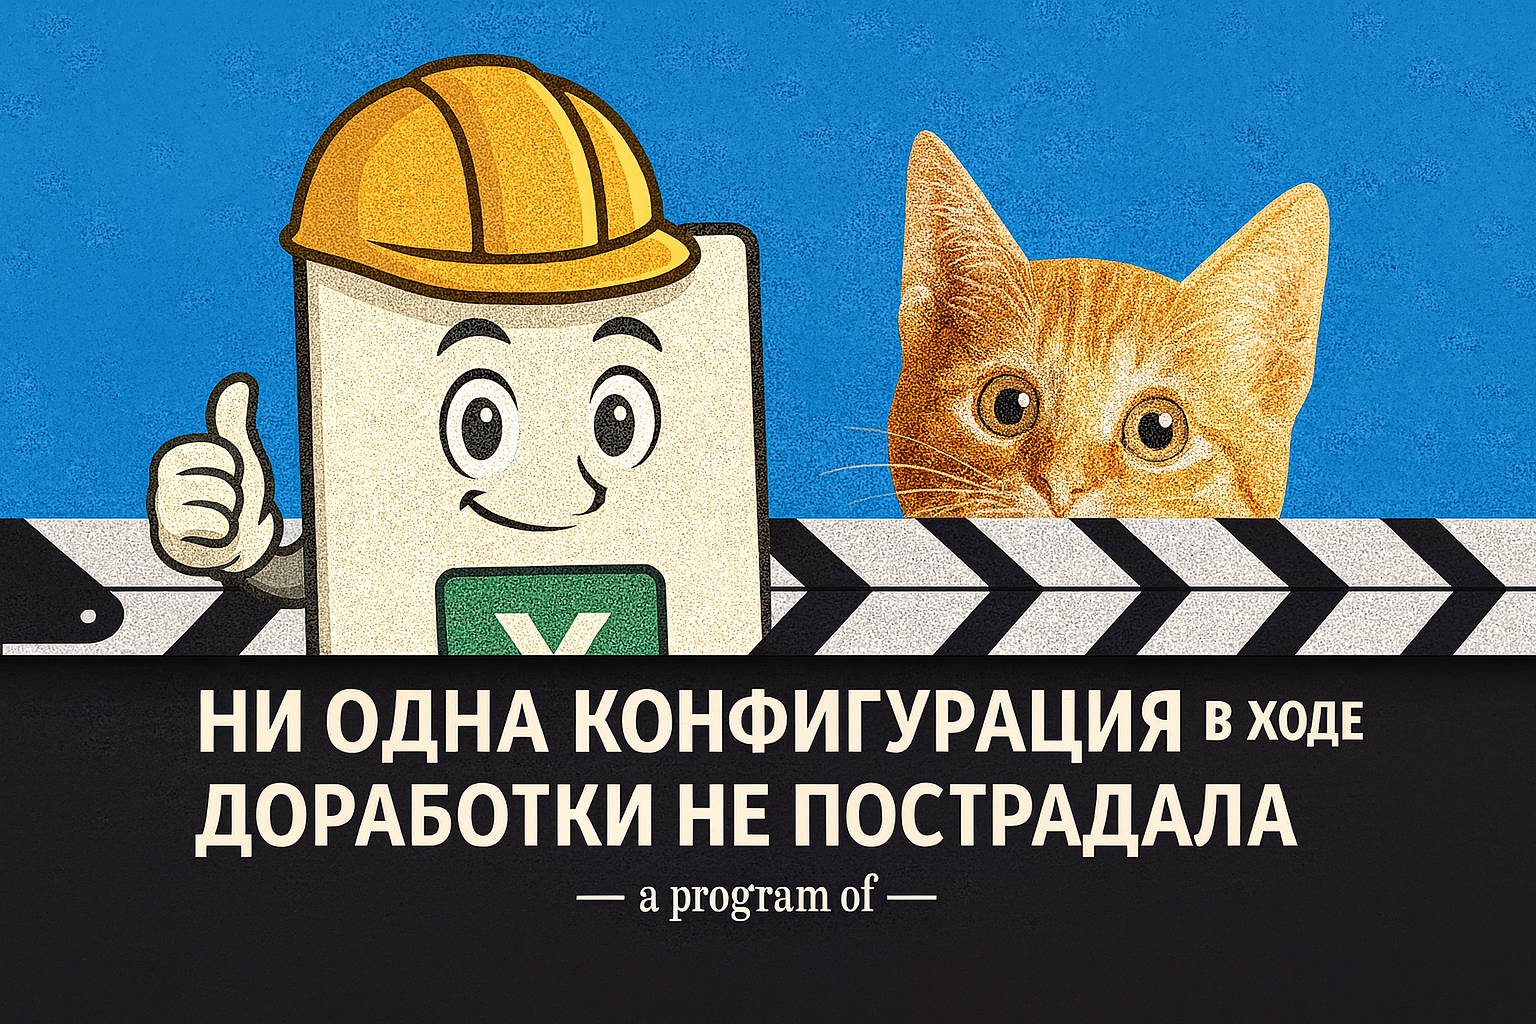 X
НИ ОДНА КОНФИГУРАЦИЯ В ХОДЕ
ДОРАБОТКИ НЕ ПОСТРАДАЛА
— a program of —